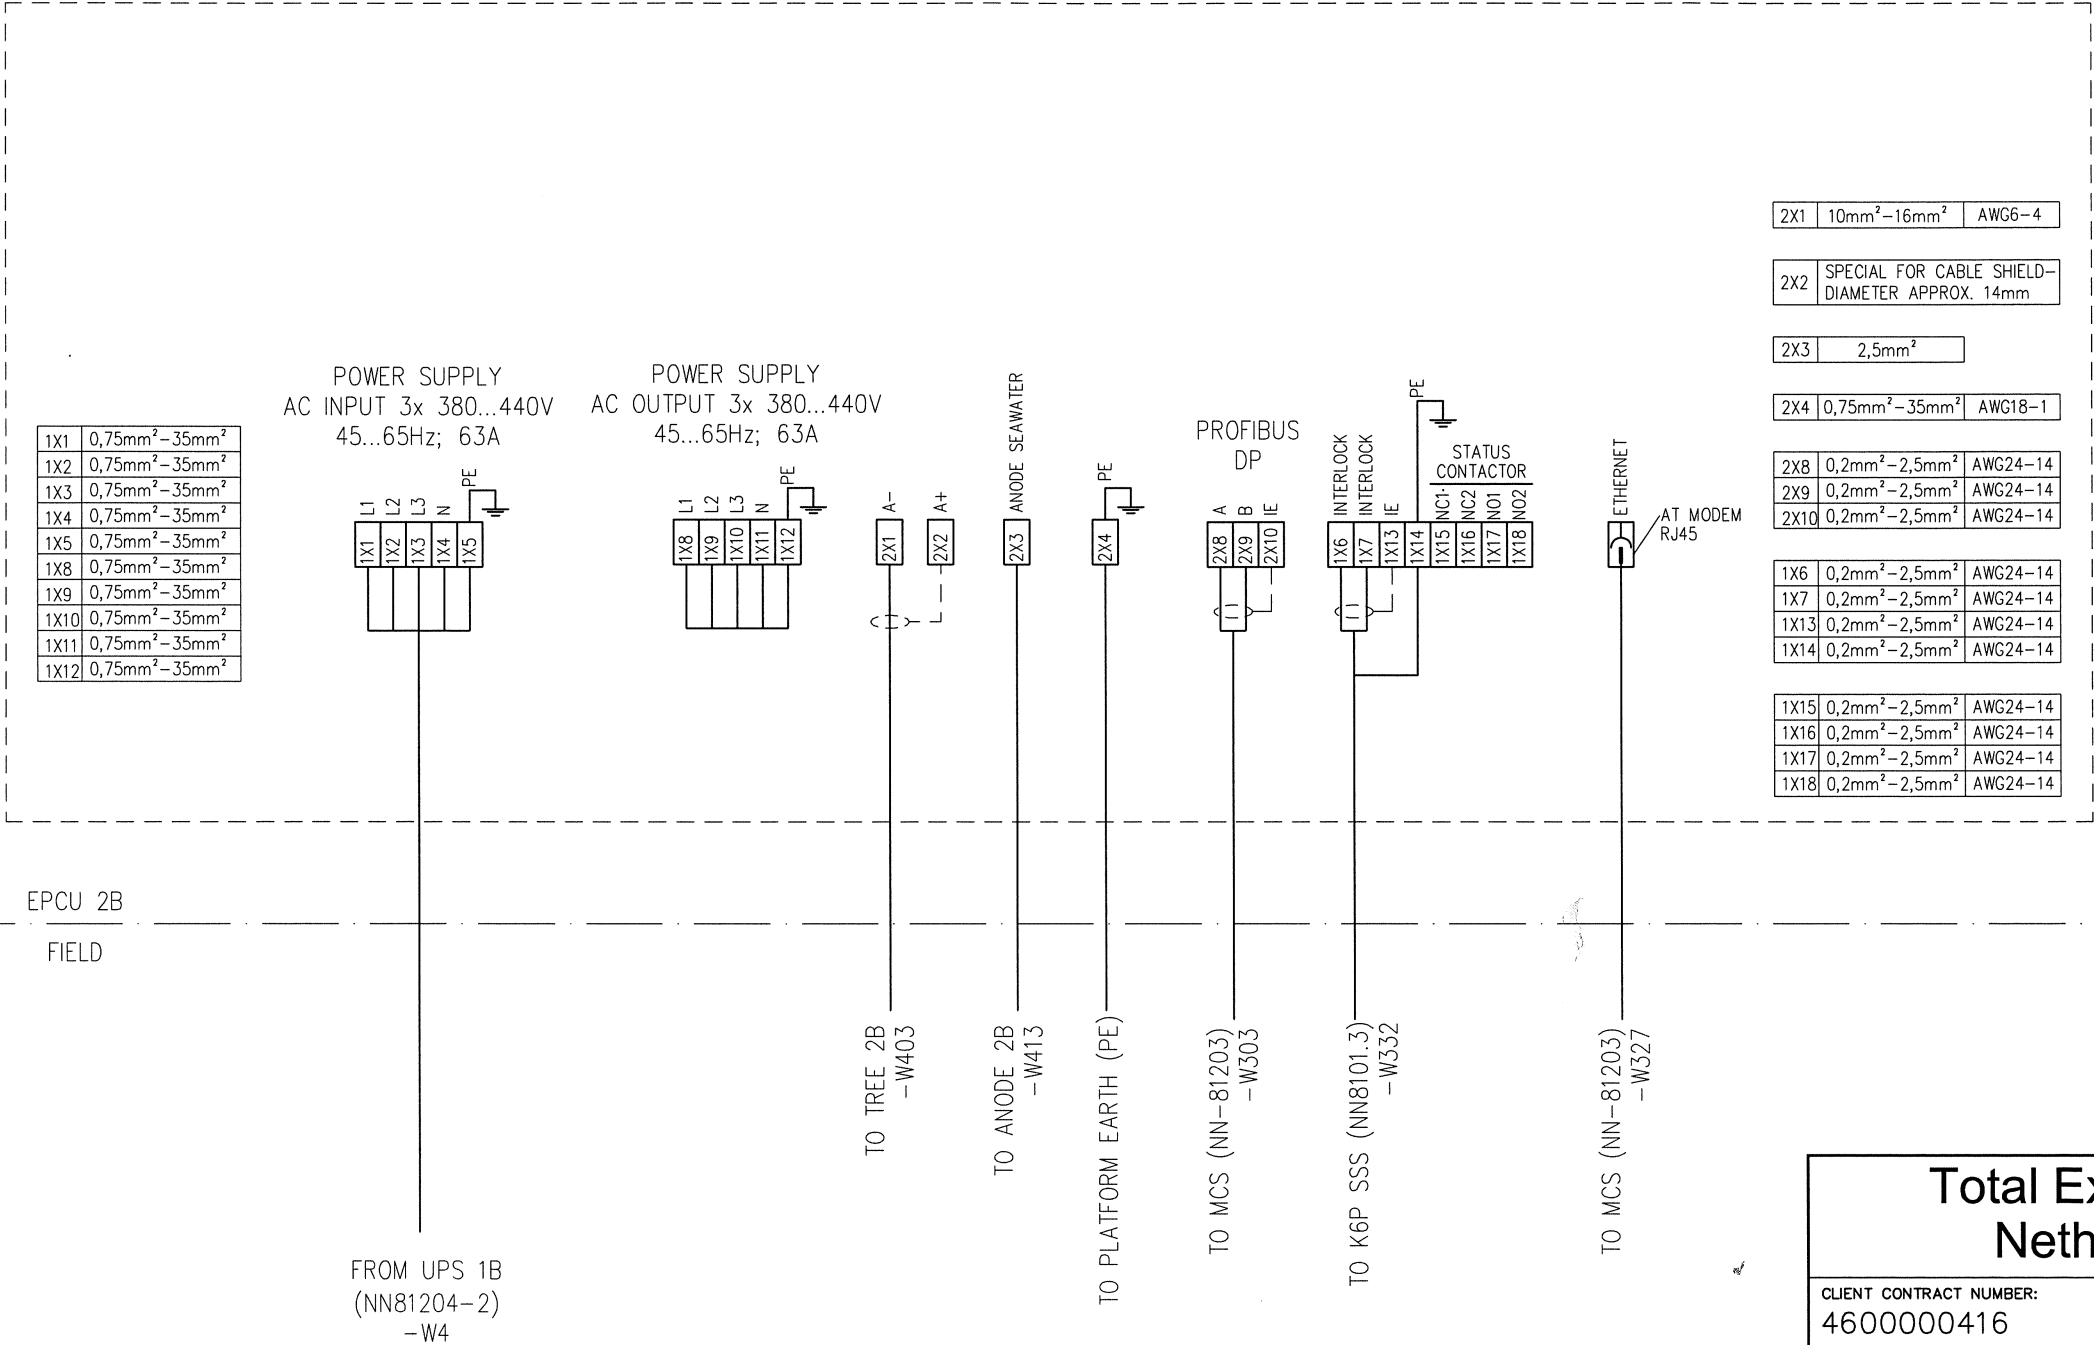 1X1 0,75mm²-35mm²
1X2 0,75mm²-35mm²
1X3 0,75mm²-35mm²
1X4 0,75mm²-35mm²
1X5 0,75mm²-35mm²
1X8 0,75mm²-35mm²
1X9 0,75mm²-35mm²
1X10 0,75mm²-35mm²
1X11 0,75mm²-35mm²
1X12 0,75mm²-35mm²
POWER SUPPLY
AC INPUT 3x 380...440V
45...65Hz; 63A
L1 L2 L3 N PE
1X1 1X2 1X3 1X4 1X5
POWER SUPPLY
AC OUTPUT 3x 380...440V
45...65Hz; 63A
L1 L2 L3 N PE
1X8 1X9 1X10 1X11 1X12
A- A+
2X1 2X2
ANODE SEAWATER
2X3
PE
2X4
PROFIBUS
DP
A B IE
2X8 2X9 2X10
INTERLOCK INTERLOCK IE PE
STATUS
CONTACTOR
NC1 NC2 NO1 NO2
1X6 1X7 1X13 1X14 1X15 1X16 1X17 1X18
ETHERNET
AT MODEM
RJ45
2X1 10mm²-16mm² AWG6-4
2X2 SPECIAL FOR CABLE SHIELD-
DIAMETER APPROX. 14mm
2X3 2,5mm²
2X4 0,75mm²-35mm² AWG18-1
2X8 0,2mm²-2,5mm² AWG24-14
2X9 0,2mm²-2,5mm² AWG24-14
2X10 0,2mm²-2,5mm² AWG24-14
1X6 0,2mm²-2,5mm² AWG24-14
1X7 0,2mm²-2,5mm² AWG24-14
1X13 0,2mm²-2,5mm² AWG24-14
1X14 0,2mm²-2,5mm² AWG24-14
1X15 0,2mm²-2,5mm² AWG24-14
1X16 0,2mm²-2,5mm² AWG24-14
1X17 0,2mm²-2,5mm² AWG24-14
1X18 0,2mm²-2,5mm² AWG24-14
EPCU 2B
FIELD
FROM UPS 1B
(NN81204-2)
-W4
TO TREE 2B
-W403
TO ANODE 2B
-W413
TO PLATFORM EARTH (PE)
TO MCS (NN-81203)
-W303
TO K6P SSS (NN8101.3)
-W332
TO MCS (NN-81203)
-W327
Total Ex
Neth
CLIENT CONTRACT NUMBER:
4600000416